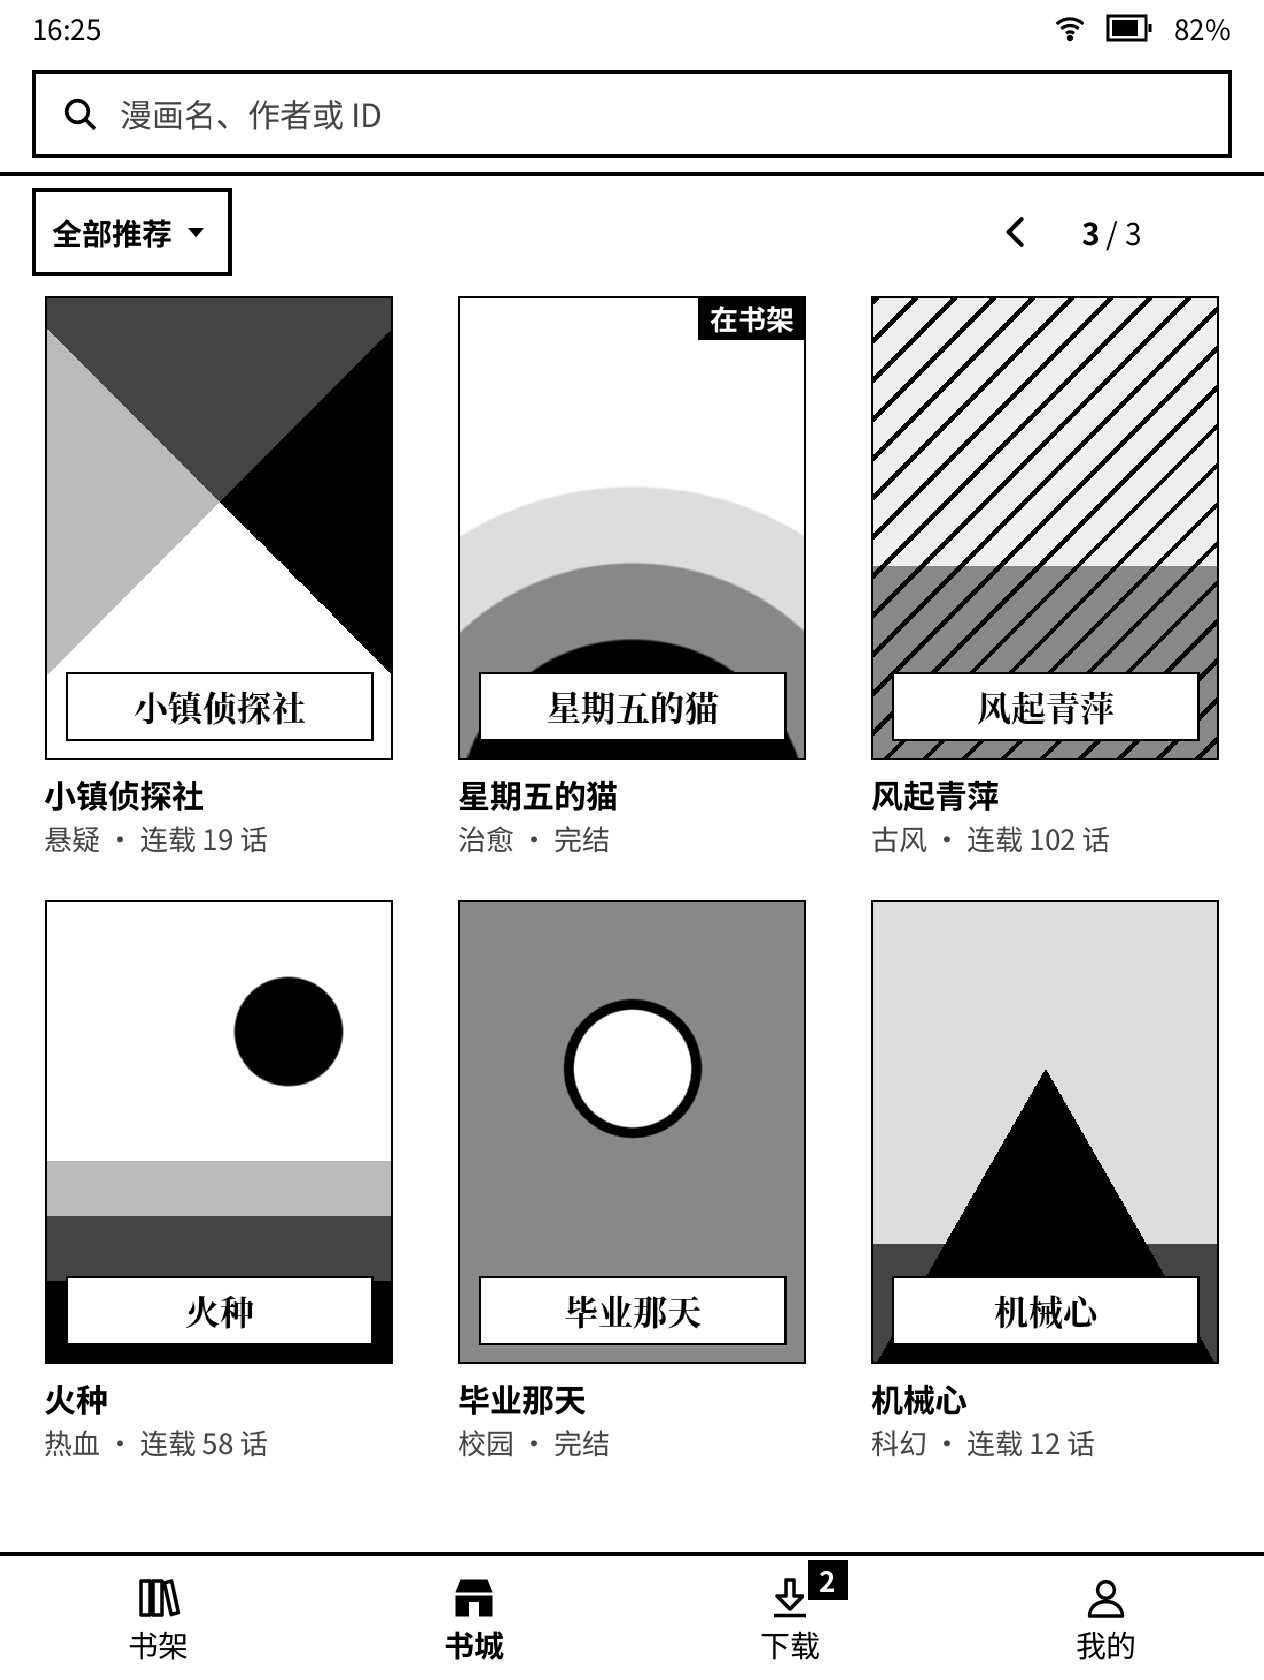 16:25 82%
漫画名、作者或 ID
全部推荐 3 / 3
在书架
小镇侦探社 星期五的猫 风起青萍
小镇侦探社 星期五的猫 风起青萍
悬疑 · 连载 19 话 治愈 · 完结 古风 · 连载 102 话
火种 毕业那天 机械心
火种 毕业那天 机械心
热血 · 连载 58 话 校园 · 完结 科幻 · 连载 12 话
2
书架 书城 下载 我的